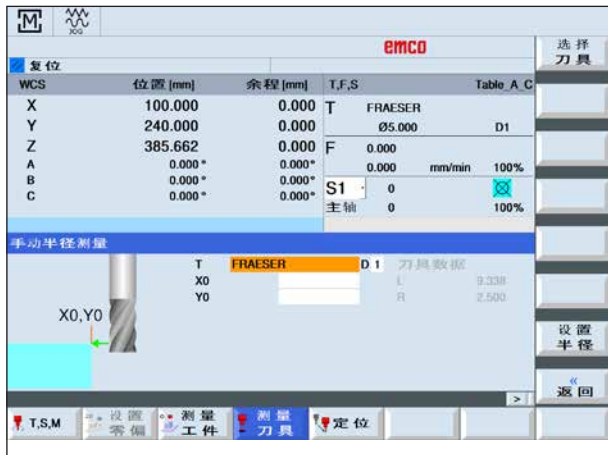 M
JOG
emco
选择
刀具
复位
WCS 位置 [mm] 余程 [mm] T,F,S Table_A_C
X 100.000 0.000 T FRAESER
Y 240.000 0.000 Ø5.000 D1
Z 385.662 0.000 F 0.000
A 0.000° 0.000° 0.000 mm/min 100%
B 0.000° 0.000° S1 0
C 0.000° 0.000° 主轴 0 100%
手动半径测量
T FRAESER D 1 刀具数据
X0 L 9.338
Y0 R 2.500
X0,Y0
设置
半径
«
返回
>
T,S,M
设置
零偏
测量
工件
测量
刀具
定位